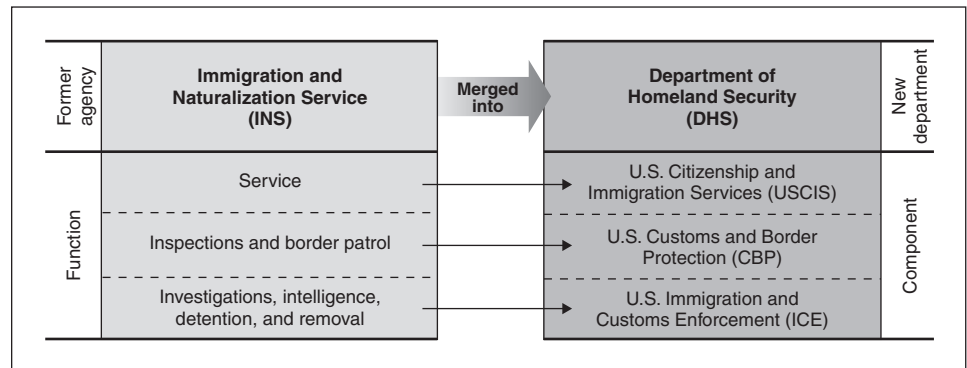 Former
agency
Immigration and
Naturalization Service
(INS)
Merged
into
Department of
Homeland Security
(DHS)
New
department
Function
Service
U.S. Citizenship and
Immigration Services (USCIS)
Inspections and border patrol
U.S. Customs and Border
Protection (CBP)
Investigations, intelligence,
detention, and removal
U.S. Immigration and
Customs Enforcement (ICE)
Component